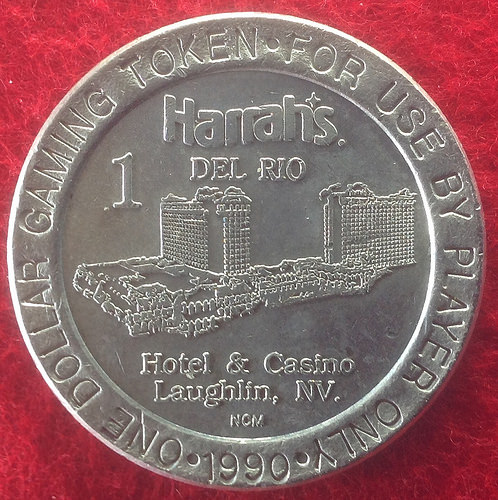 ONE DOLLAR GAMING TOKEN • FOR USE BY PLAYER ONLY •
• 1990 •
Harrah's.
DEL RIO
1
Hotel & Casino
Laughlin, NV.
NCM